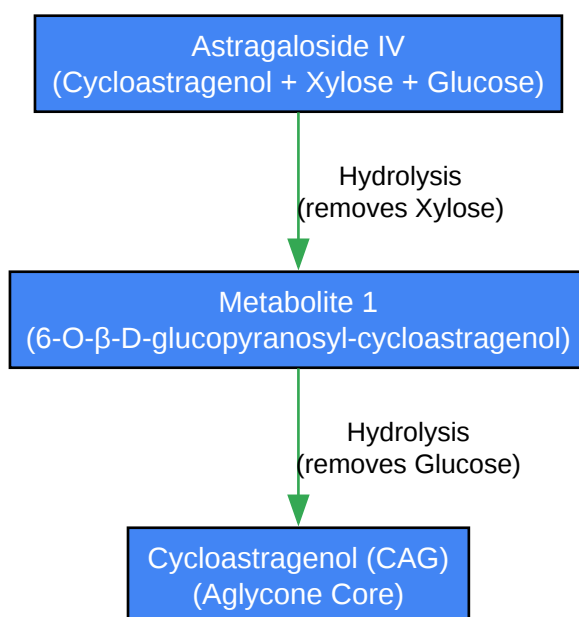 Astragaloside IV
(Cycloastragenol + Xylose + Glucose)
Hydrolysis
(removes Xylose)
Metabolite 1
(6-O-β-D-glucopyranosyl-cycloastragenol)
Hydrolysis
(removes Glucose)
Cycloastragenol (CAG)
(Aglycone Core)